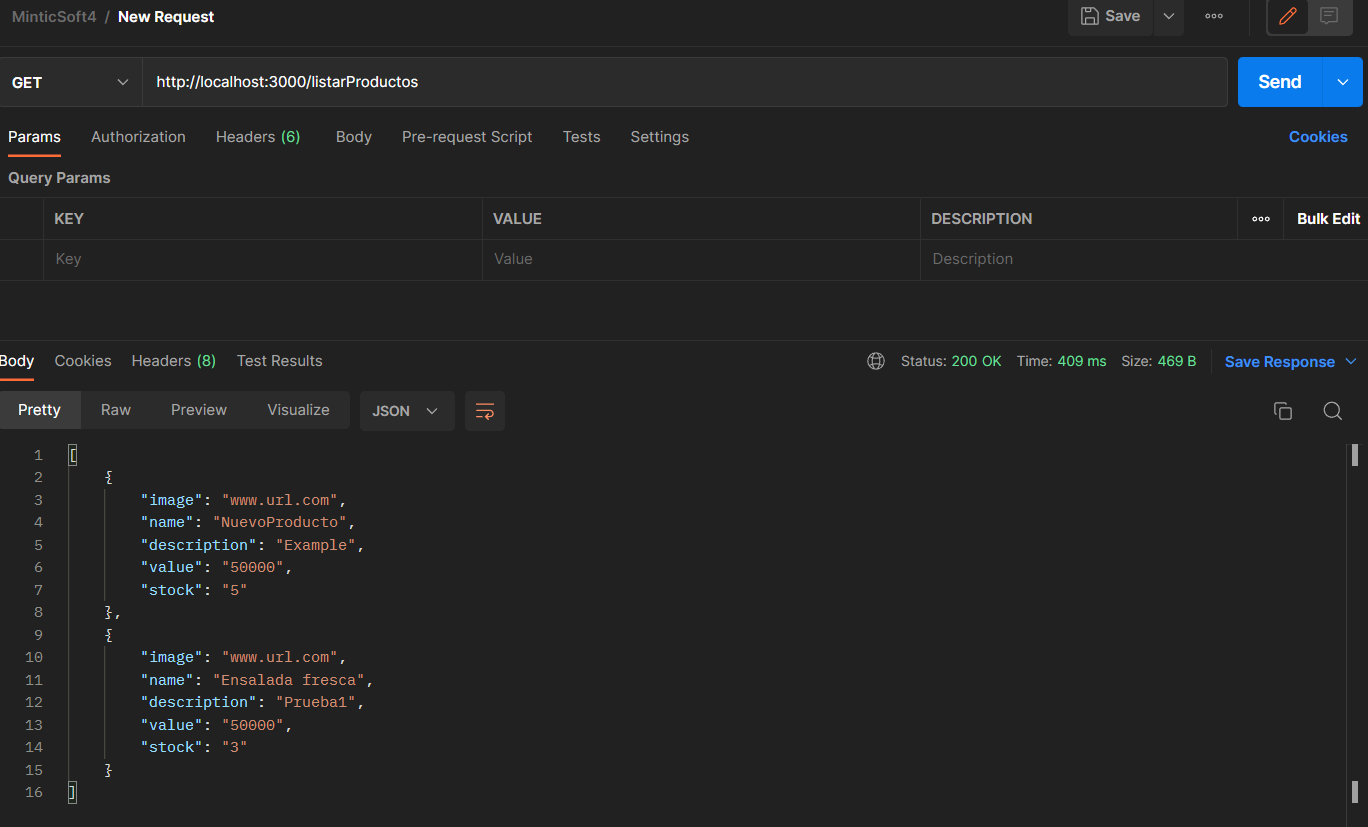 MinticSoft4 / New Request Save
GET http://localhost:3000/listarProductos Send
Params Authorization Headers (6) Body Pre-request Script Tests Settings Cookies
Query Params
KEY VALUE DESCRIPTION Bulk Edit
Key Value Description
Body Cookies Headers (8) Test Results Status: 200 OK Time: 409 ms Size: 469 B Save Response
Pretty Raw Preview Visualize JSON
1 [
2 {
3 "image": "www.url.com",
4 "name": "NuevoProducto",
5 "description": "Example",
6 "value": "50000",
7 "stock": "5"
8 },
9 {
10 "image": "www.url.com",
11 "name": "Ensalada fresca",
12 "description": "Prueba1",
13 "value": "50000",
14 "stock": "3"
15 }
16 ]